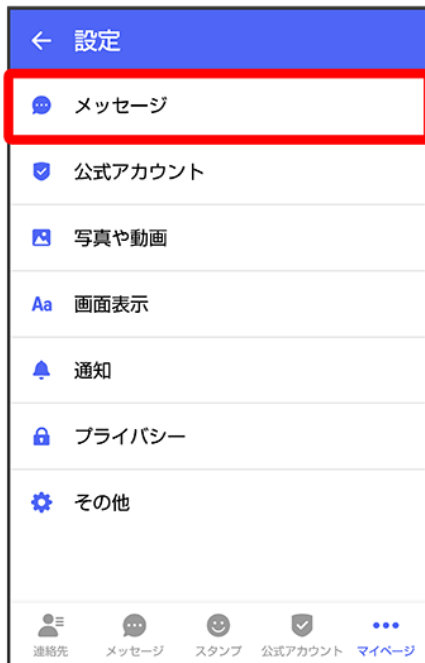 設定
メッセージ
公式アカウント
写真や動画
Aa 画面表示
通知
プライバシー
その他
連絡先 メッセージ スタンプ 公式アカウント マイページ